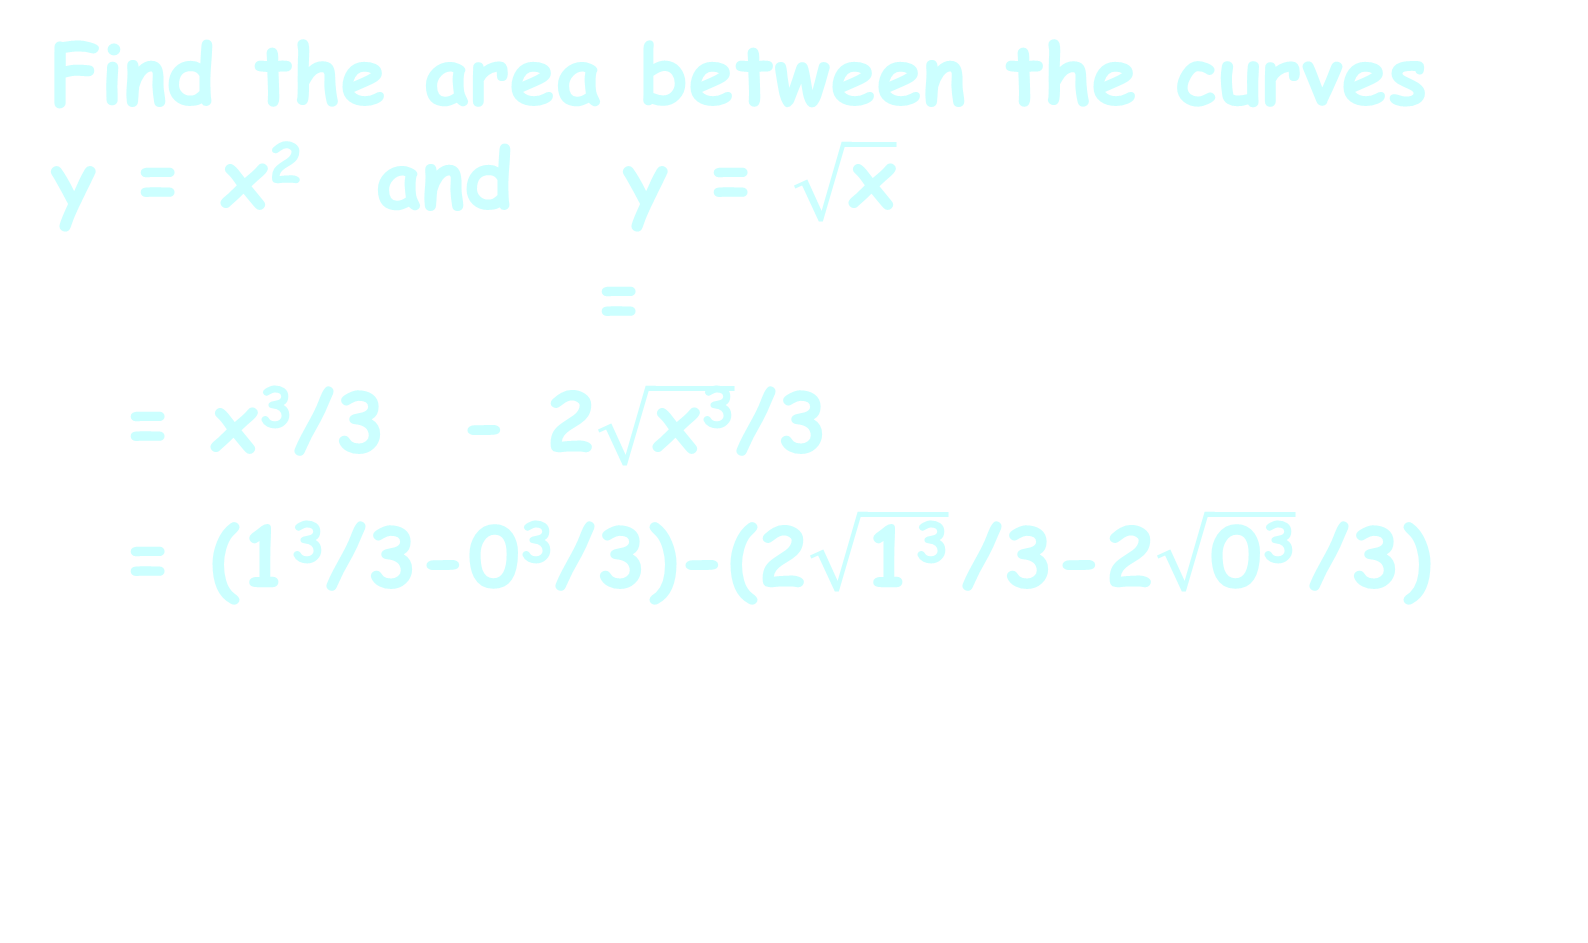 Find the area between the curves
y = x² and y = √x
=
= x³/3 - 2√x³/3
= (1³/3-0³/3)-(2√1³/3-2√0³/3)